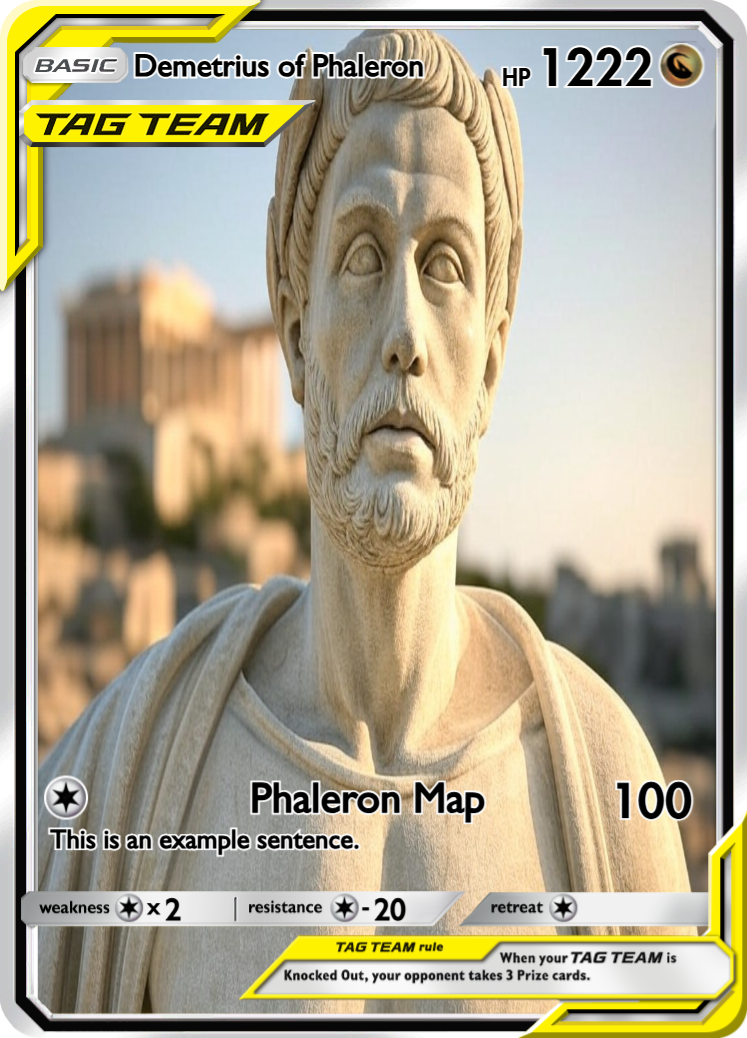 BASIC Demetrius of Phaleron HP 1222
TAG TEAM
Phaleron Map 100
This is an example sentence.
weakness x 2 resistance - 20 retreat
TAG TEAM rule When your TAG TEAM is
Knocked Out, your opponent takes 3 Prize cards.